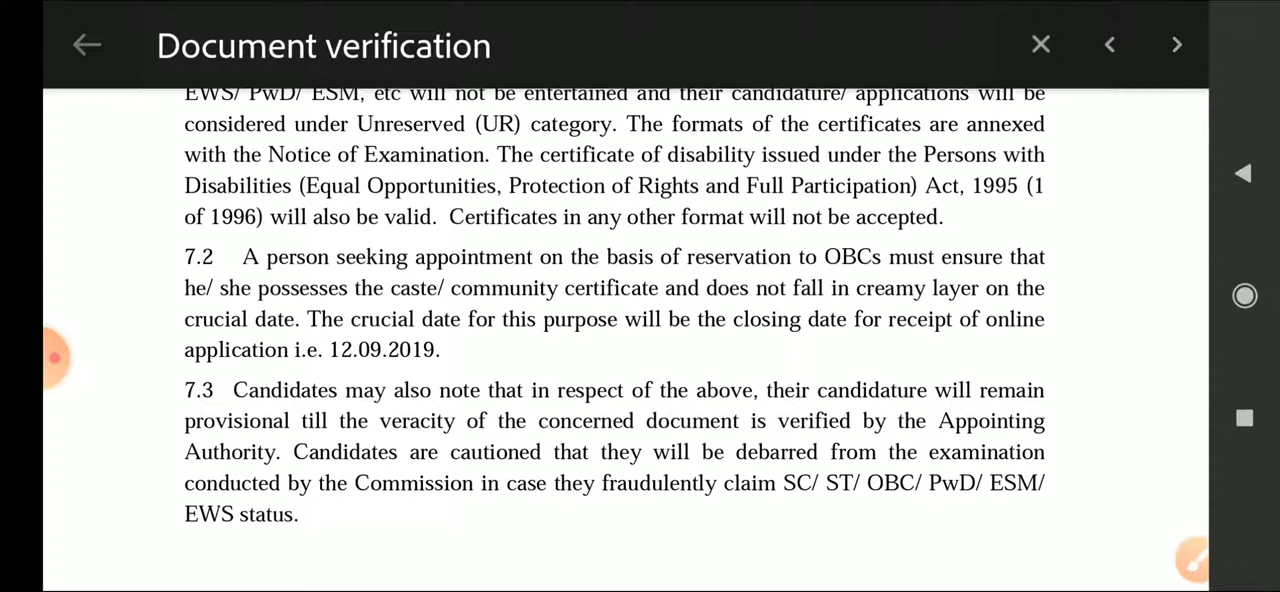 Document verification
EWS/ PwD/ ESM, etc will not be entertained and their candidature/ applications will be
considered under Unreserved (UR) category. The formats of the certificates are annexed
with the Notice of Examination. The certificate of disability issued under the Persons with
Disabilities (Equal Opportunities, Protection of Rights and Full Participation) Act, 1995 (1
of 1996) will also be valid. Certificates in any other format will not be accepted.
7.2 A person seeking appointment on the basis of reservation to OBCs must ensure that
he/ she possesses the caste/ community certificate and does not fall in creamy layer on the
crucial date. The crucial date for this purpose will be the closing date for receipt of online
application i.e. 12.09.2019.
7.3 Candidates may also note that in respect of the above, their candidature will remain
provisional till the veracity of the concerned document is verified by the Appointing
Authority. Candidates are cautioned that they will be debarred from the examination
conducted by the Commission in case they fraudulently claim SC/ ST/ OBC/ PwD/ ESM/
EWS status.